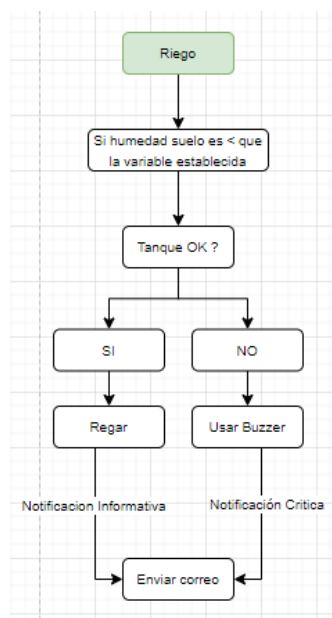 Riego
Si humedad suelo es < que
la variable establecida
Tanque OK ?
SI
NO
Regar
Usar Buzzer
Notificacion Informativa
Notificación Critica
Enviar correo